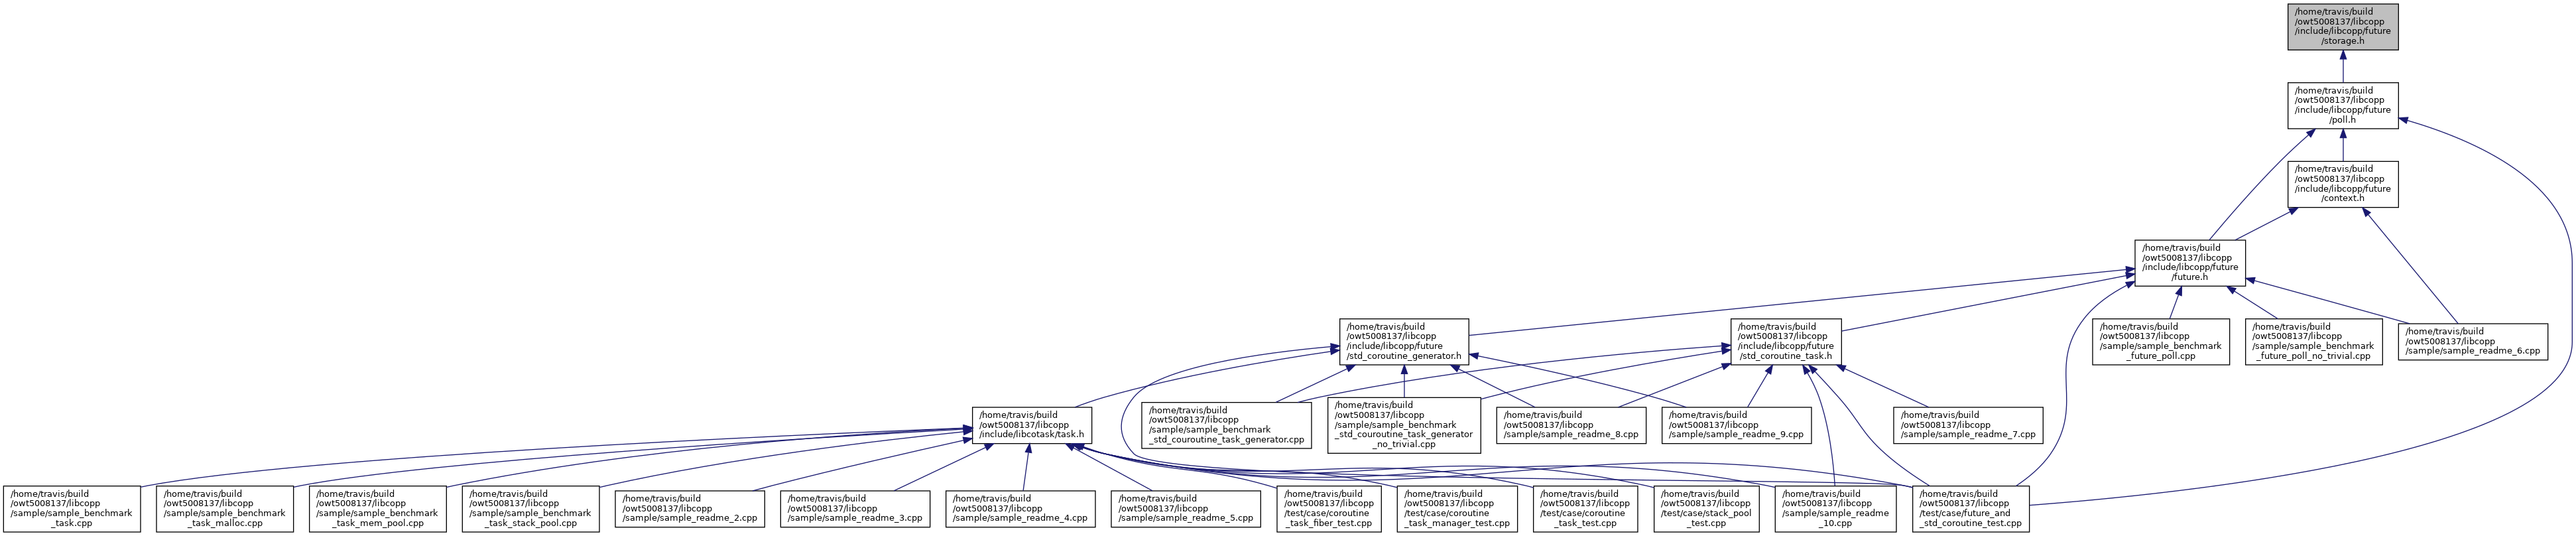 /home/travis/build
/owt5008137/libcopp
/include/libcopp/future
/storage.h
/home/travis/build
/owt5008137/libcopp
/include/libcopp/future
/poll.h
/home/travis/build
/owt5008137/libcopp
/include/libcopp/future
/context.h
/home/travis/build
/owt5008137/libcopp
/include/libcopp/future
/future.h
/home/travis/build
/owt5008137/libcopp
/include/libcopp/future
/std_coroutine_generator.h
/home/travis/build
/owt5008137/libcopp
/include/libcopp/future
/std_coroutine_task.h
/home/travis/build
/owt5008137/libcopp
/sample/sample_benchmark
_future_poll.cpp
/home/travis/build
/owt5008137/libcopp
/sample/sample_benchmark
_future_poll_no_trivial.cpp
/home/travis/build
/owt5008137/libcopp
/sample/sample_readme_6.cpp
/home/travis/build
/owt5008137/libcopp
/include/libcotask/task.h
/home/travis/build
/owt5008137/libcopp
/sample/sample_benchmark
_std_couroutine_task_generator.cpp
/home/travis/build
/owt5008137/libcopp
/sample/sample_benchmark
_std_couroutine_task_generator
_no_trivial.cpp
/home/travis/build
/owt5008137/libcopp
/sample/sample_readme_8.cpp
/home/travis/build
/owt5008137/libcopp
/sample/sample_readme_9.cpp
/home/travis/build
/owt5008137/libcopp
/sample/sample_readme_7.cpp
/home/travis/build
/owt5008137/libcopp
/sample/sample_benchmark
_task.cpp
/home/travis/build
/owt5008137/libcopp
/sample/sample_benchmark
_task_malloc.cpp
/home/travis/build
/owt5008137/libcopp
/sample/sample_benchmark
_task_mem_pool.cpp
/home/travis/build
/owt5008137/libcopp
/sample/sample_benchmark
_task_stack_pool.cpp
/home/travis/build
/owt5008137/libcopp
/sample/sample_readme_2.cpp
/home/travis/build
/owt5008137/libcopp
/sample/sample_readme_3.cpp
/home/travis/build
/owt5008137/libcopp
/sample/sample_readme_4.cpp
/home/travis/build
/owt5008137/libcopp
/sample/sample_readme_5.cpp
/home/travis/build
/owt5008137/libcopp
/test/case/coroutine
_task_fiber_test.cpp
/home/travis/build
/owt5008137/libcopp
/test/case/coroutine
_task_manager_test.cpp
/home/travis/build
/owt5008137/libcopp
/test/case/coroutine
_task_test.cpp
/home/travis/build
/owt5008137/libcopp
/test/case/stack_pool
_test.cpp
/home/travis/build
/owt5008137/libcopp
/sample/sample_readme
_10.cpp
/home/travis/build
/owt5008137/libcopp
/test/case/future_and
_std_coroutine_test.cpp